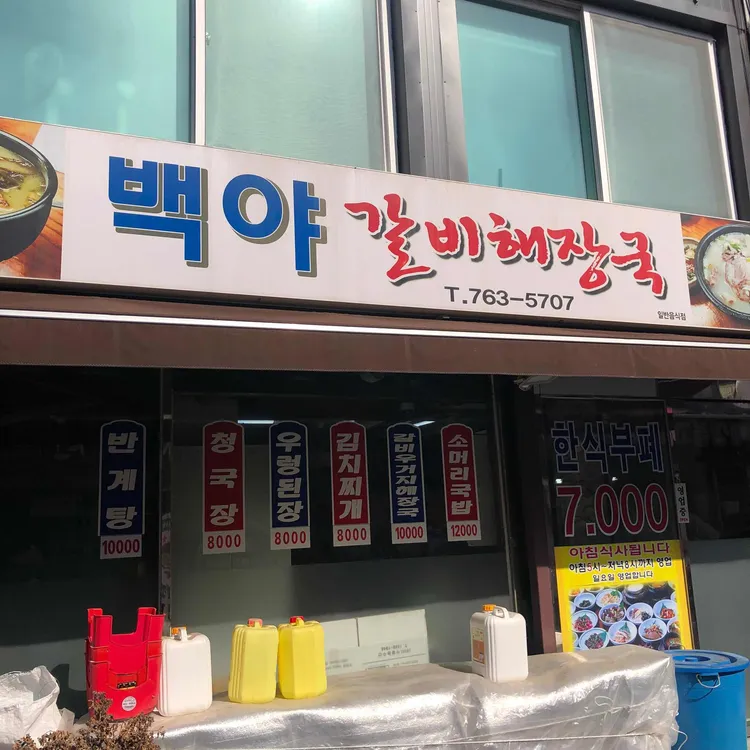 백야 갈비해장국
T.763-5707
일반음식점
반계탕
10000
청국장
8000
우렁된장
8000
김치찌개
8000
갈비우거지해장국
10000
소머리국밥
12000
한식부페
7.000
아침식사됩니다
아침5시~저녁8시까지 영업
일요일 영업합니다
영업중